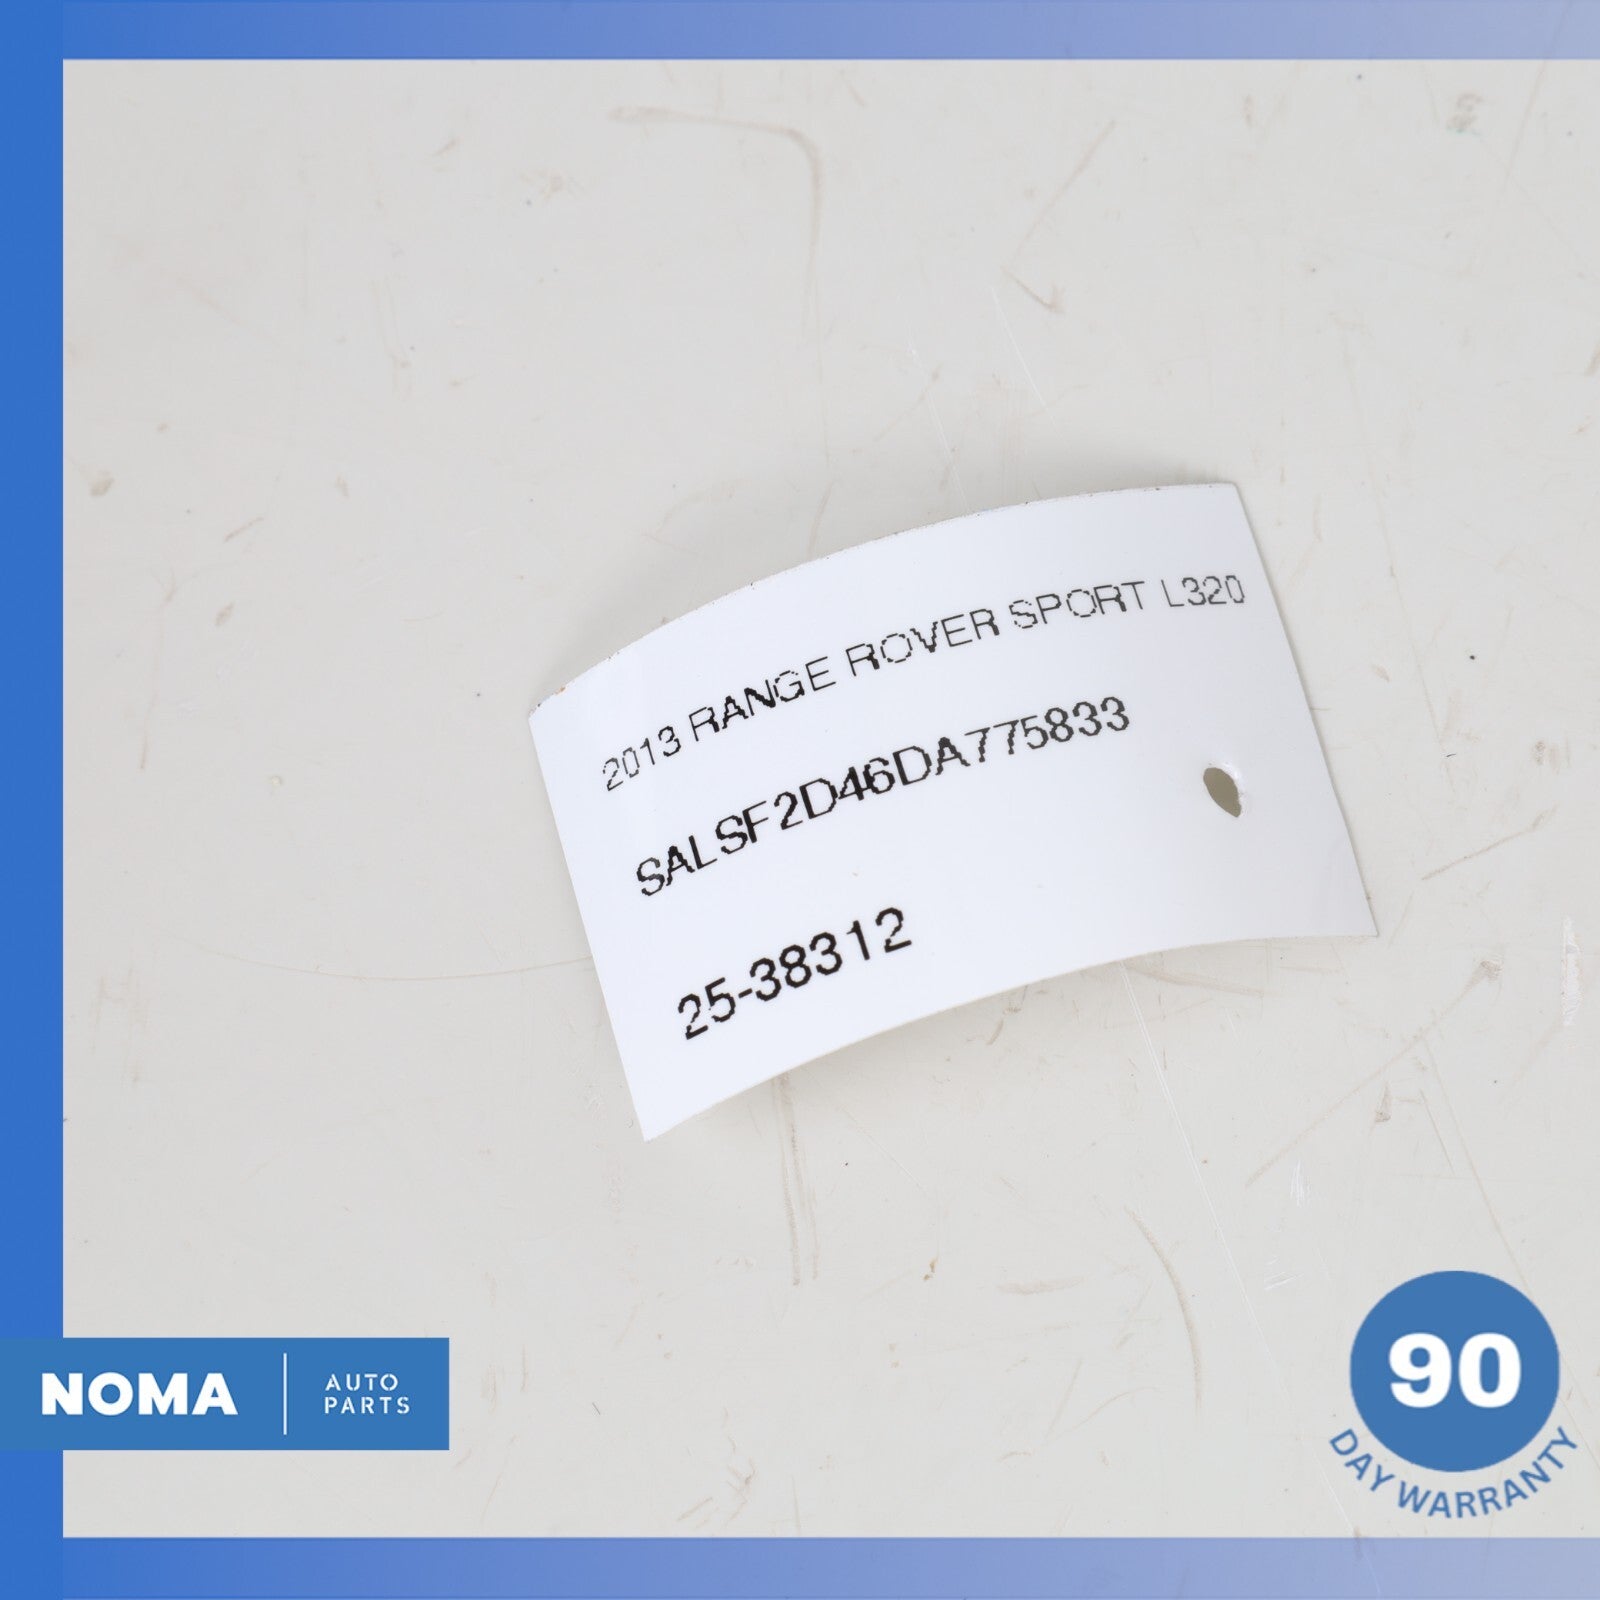 2013 RANGE ROVER SPORT L320
SALSF2D46DA775833
25-38312
NOMA
AUTO
PARTS
90
DAY WARRANTY